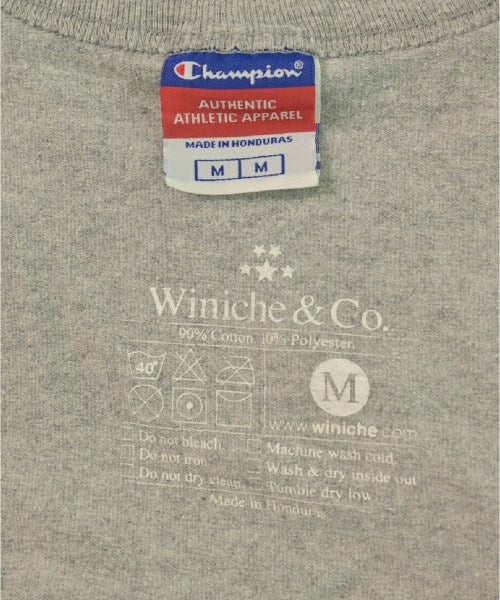 Champion®
AUTHENTIC
ATHLETIC APPAREL
MADE IN HONDURAS
M M
Winiche & Co.
90% Cotton 10% Polyester.
40°
M
www.winiche.com
Do not bleach.
Do not iron.
Do not dry clean.
Machine wash cold.
Wash & dry inside out
Tumble dry low
Made in Honduras